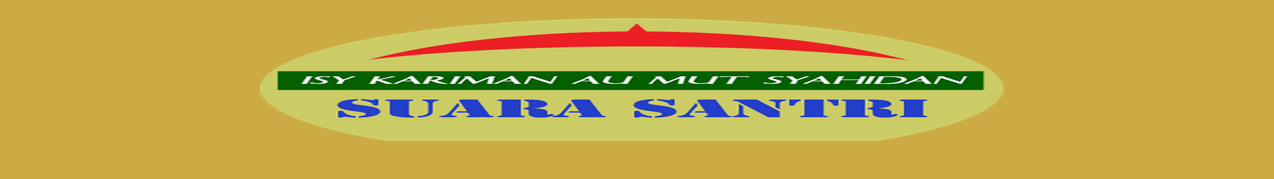 ISY KARIMAN AU MUT SYAHIDAN
SUARA SANTRI